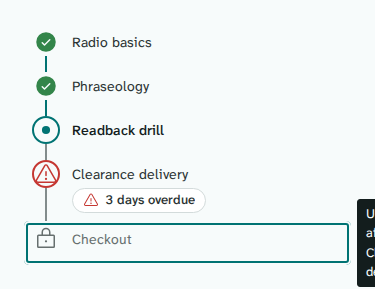 Radio basics
Phraseology
Readback drill
Clearance delivery
3 days overdue
Checkout